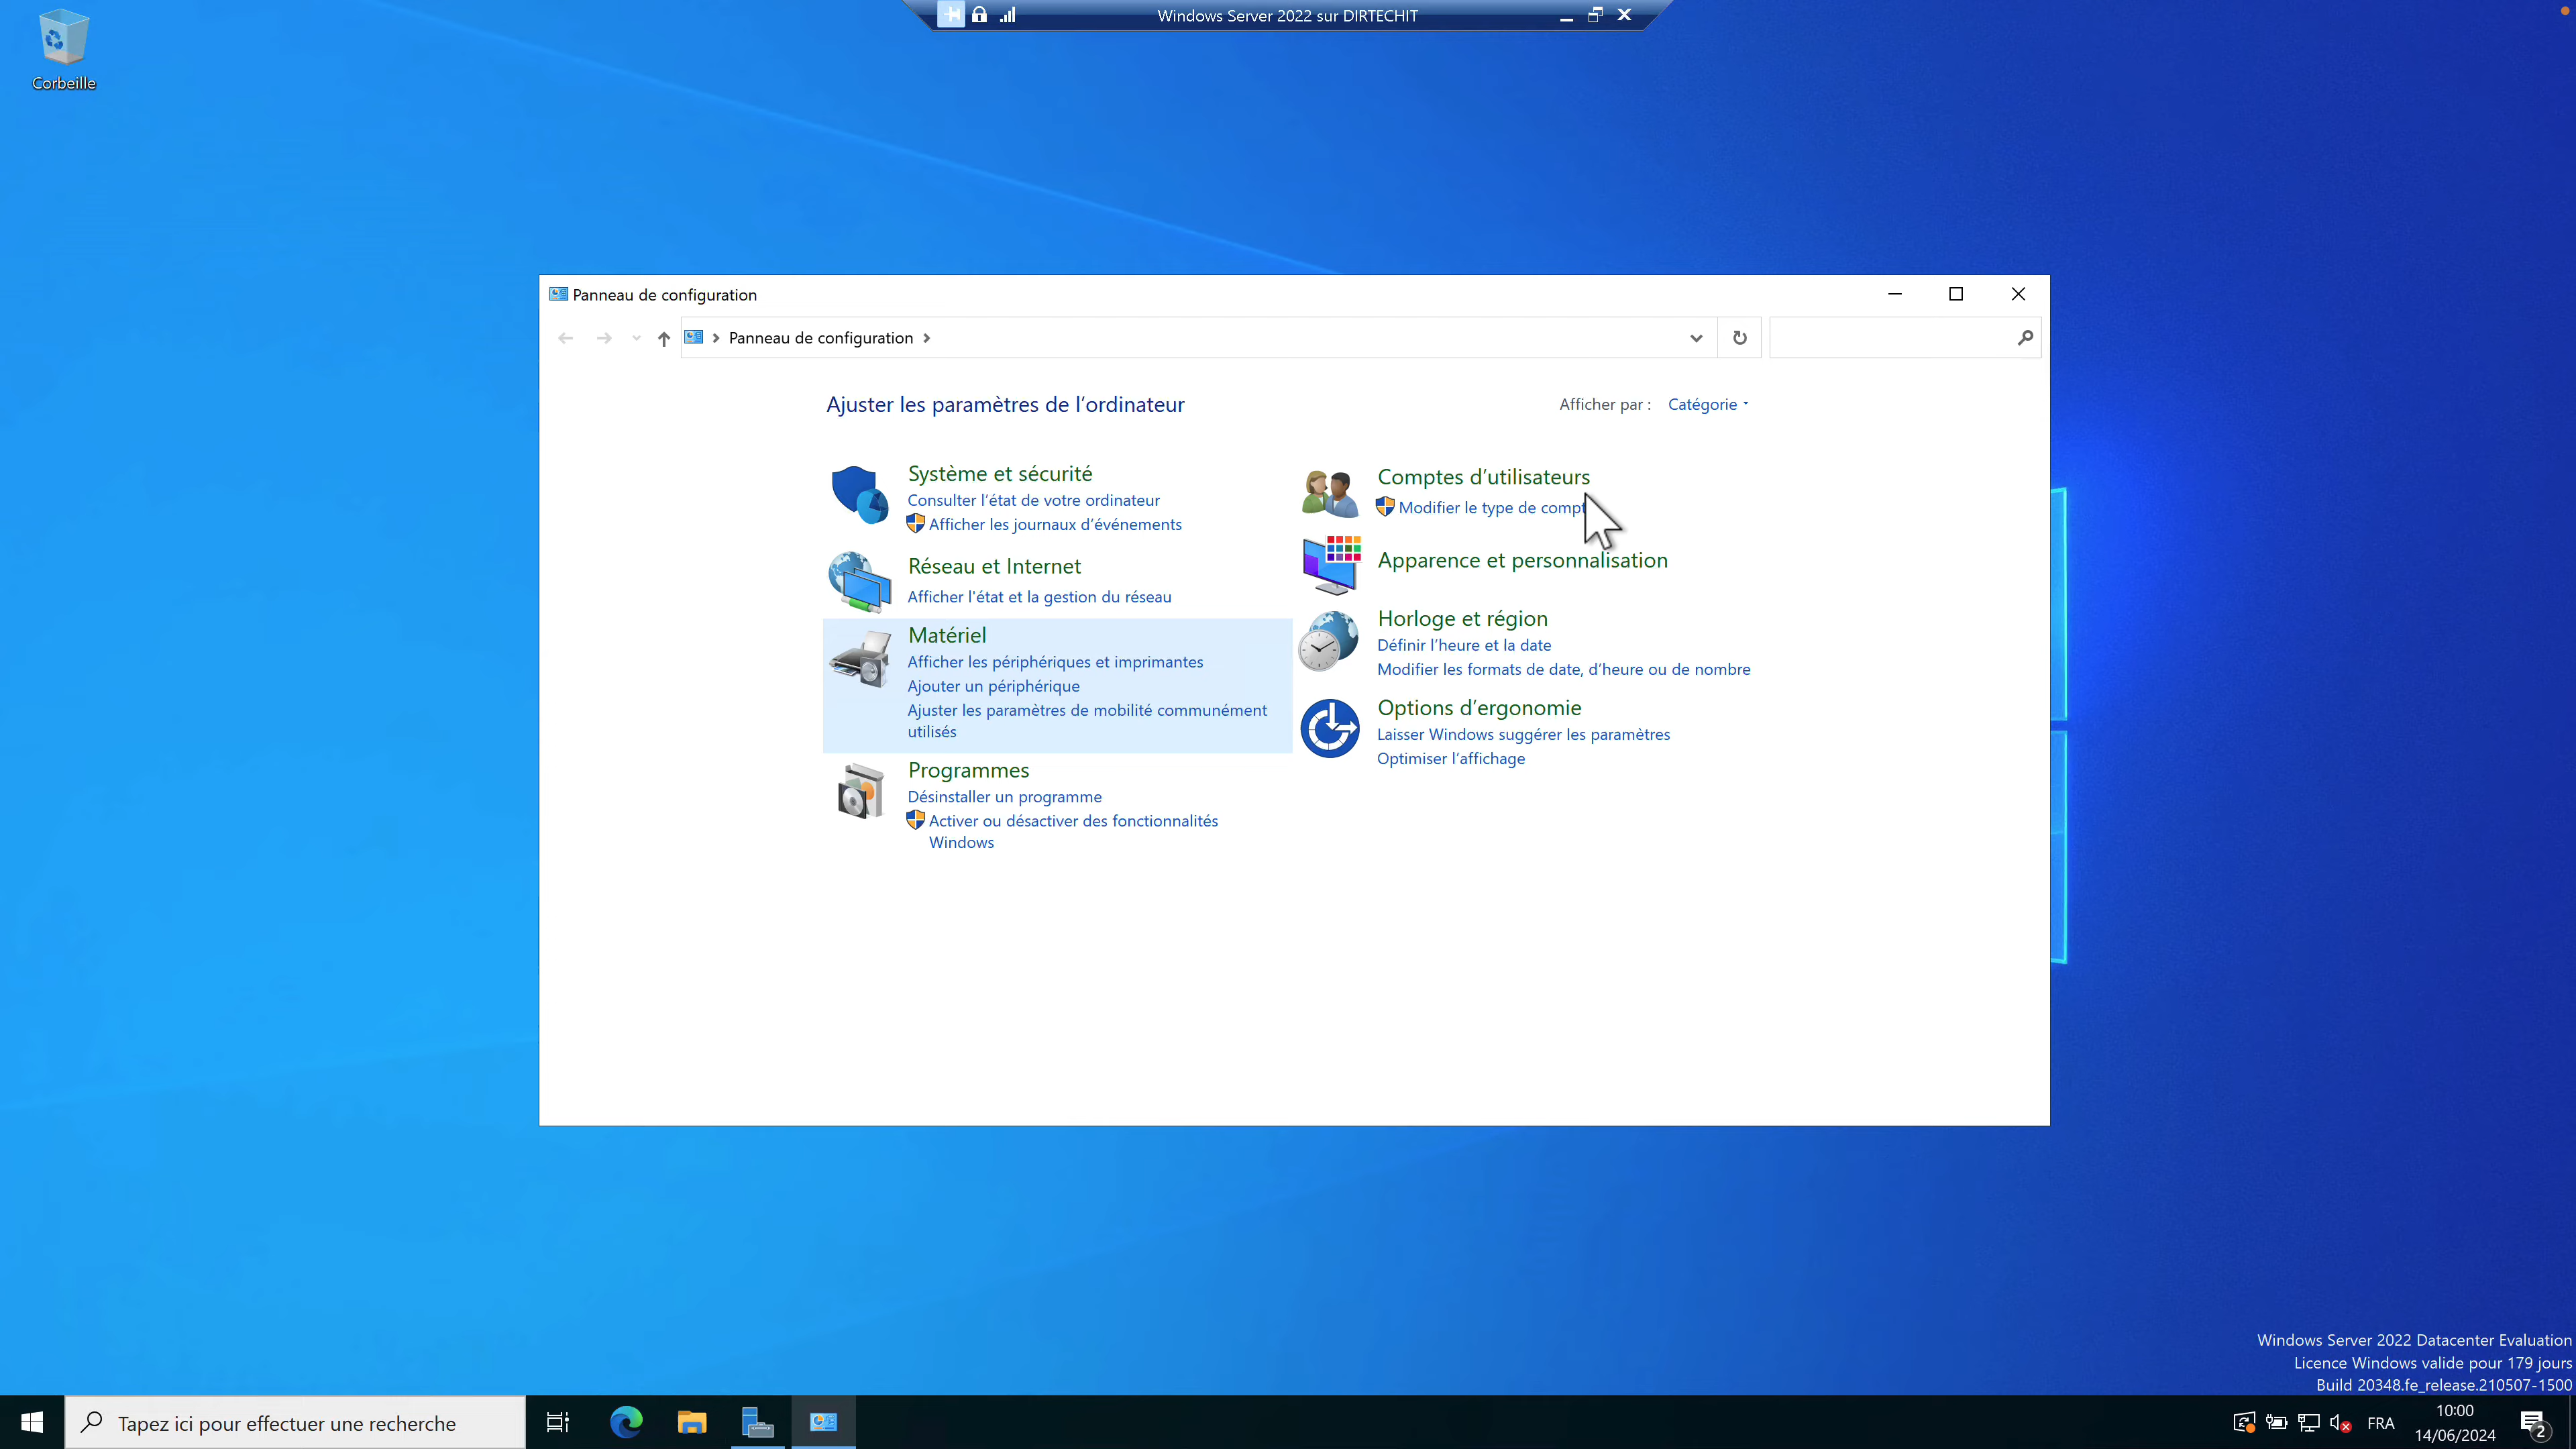 Corbeille
Windows Server 2022 sur DIRTECHIT
Panneau de configuration
Panneau de configuration
Ajuster les paramètres de l'ordinateur
Afficher par : Catégorie
Système et sécurité
Consulter l'état de votre ordinateur
Afficher les journaux d'événements
Réseau et Internet
Afficher l'état et la gestion du réseau
Matériel
Afficher les périphériques et imprimantes
Ajouter un périphérique
Ajuster les paramètres de mobilité communément
utilisés
Programmes
Désinstaller un programme
Activer ou désactiver des fonctionnalités
Windows
Comptes d'utilisateurs
Modifier le type de compt
Apparence et personnalisation
Horloge et région
Définir l'heure et la date
Modifier les formats de date, d'heure ou de nombre
Options d'ergonomie
Laisser Windows suggérer les paramètres
Optimiser l'affichage
Windows Server 2022 Datacenter Evaluation
Licence Windows valide pour 179 jours
Build 20348.fe_release.210507-1500
Tapez ici pour effectuer une recherche
FRA
10:00
14/06/2024
2